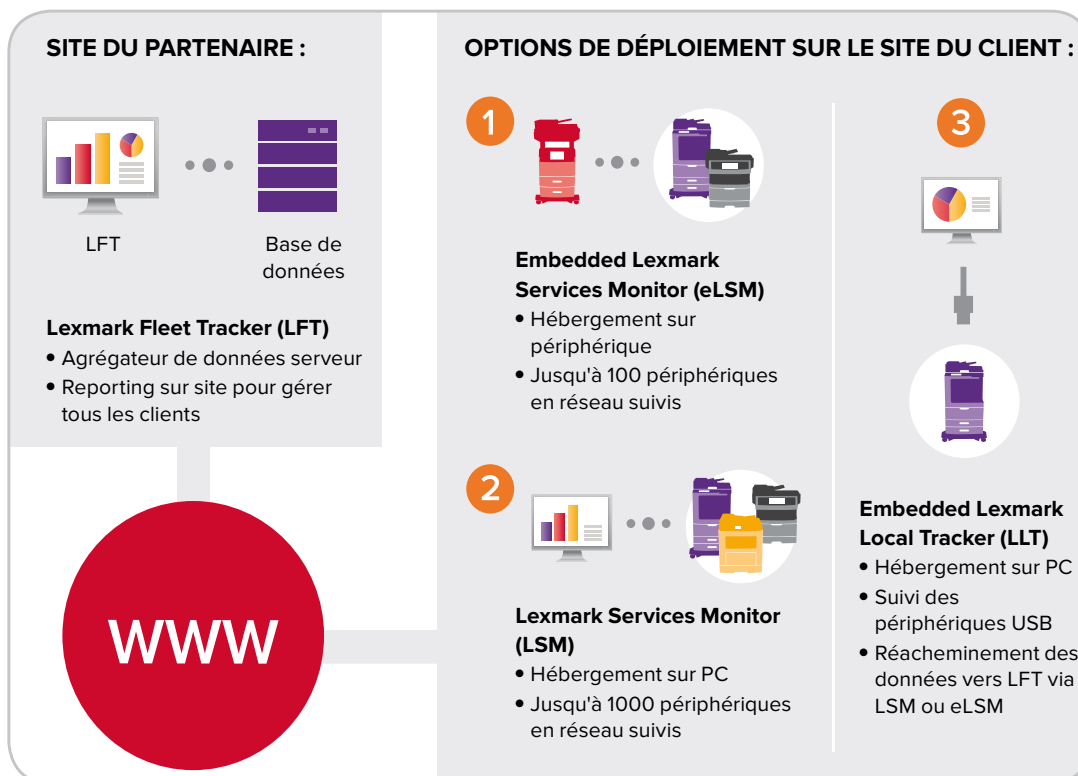 SITE DU PARTENAIRE :
LFT
Base de
données
Lexmark Fleet Tracker (LFT)
• Agrégateur de données serveur
• Reporting sur site pour gérer
tous les clients
WWW
OPTIONS DE DÉPLOIEMENT SUR LE SITE DU CLIENT :
1
Embedded Lexmark
Services Monitor (eLSM)
• Hébergement sur
périphérique
• Jusqu'à 100 périphériques
en réseau suivis
2
Lexmark Services Monitor
(LSM)
• Hébergement sur PC
• Jusqu'à 1000 périphériques
en réseau suivis
3
Embedded Lexmark
Local Tracker (LLT)
• Hébergement sur PC
• Suivi des
périphériques USB
• Réacheminement des
données vers LFT via
LSM ou eLSM